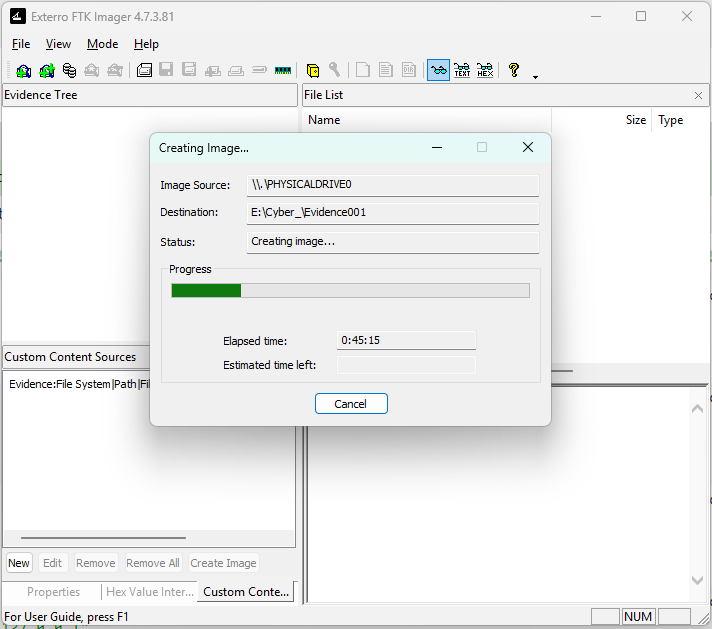 Exterro FTK Imager 4.7.3.81
File View Mode Help
TEXT HEX ?
Evidence Tree
File List
Name Size Type
Creating Image...
Image Source: \\.\PHYSICALDRIVE0
Destination: E:\Cyber_\Evidence001
Status: Creating image...
Progress
Elapsed time: 0:45:15
Estimated time left:
Cancel
Custom Content Sources
Evidence:File System|Path|Fil
New Edit Remove Remove All Create Image
Properties Hex Value Inter... Custom Conte...
For User Guide, press F1 NUM